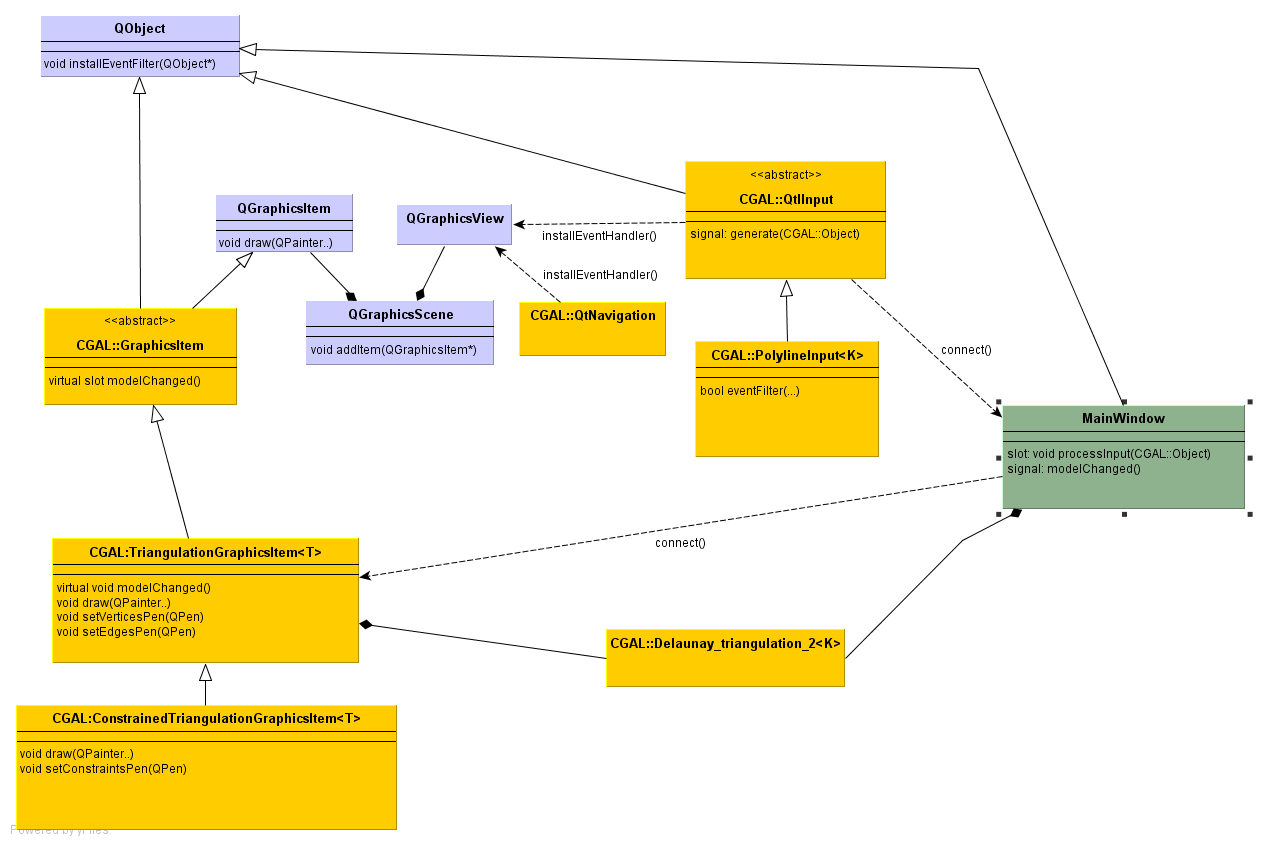 QObject
void installEventFilter(QObject*)
<<abstract>>
CGAL::QtIInput
signal: generate(CGAL::Object)
QGraphicsItem
void draw(QPainter..)
QGraphicsView
installEventHandler()
installEventHandler()
<<abstract>>
CGAL::GraphicsItem
virtual slot modelChanged()
QGraphicsScene
void addItem(QGraphicsItem*)
CGAL::QtNavigation
CGAL::PolylineInput<K>
bool eventFilter(...)
connect()
MainWindow
slot: void processInput(CGAL::Object)
signal: modelChanged()
connect()
CGAL:TriangulationGraphicsItem<T>
virtual void modelChanged()
void draw(QPainter..)
void setVerticesPen(QPen)
void setEdgesPen(QPen)
CGAL::Delaunay_triangulation_2<K>
CGAL:ConstrainedTriangulationGraphicsItem<T>
void draw(QPainter..)
void setConstraintsPen(QPen)
Powered by yFiles